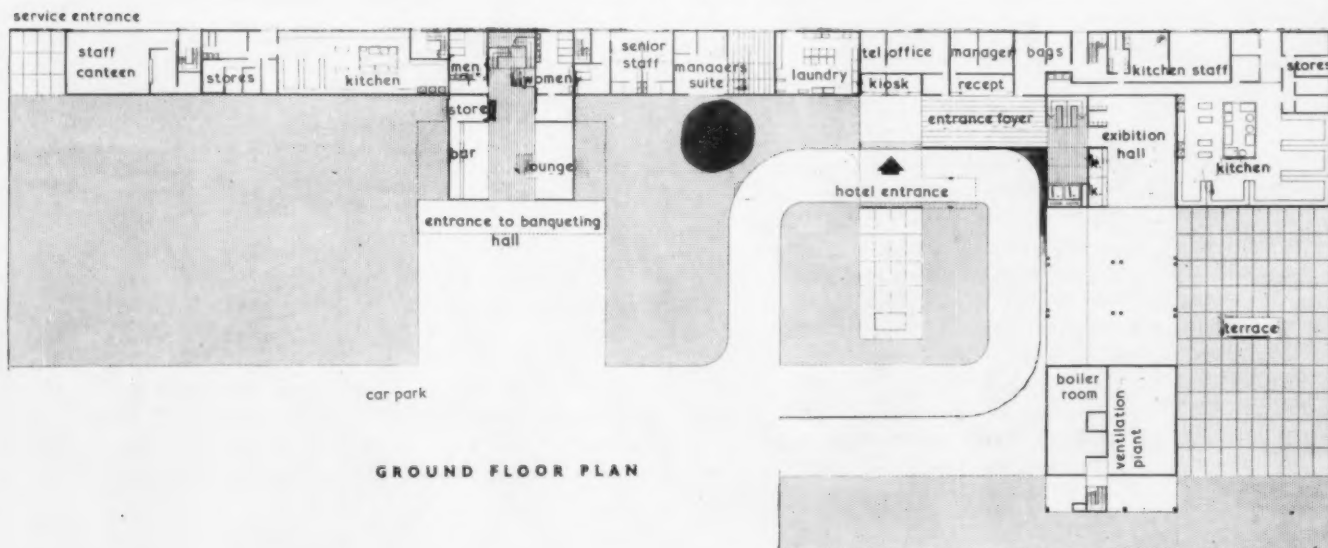 service entrance
staff
canteen
stores
kitchen
men
women
senior
staff
managers
suite
laundry
tel office
manager
bags
kitchen staff
stores
kiosk
recept
store
entrance foyer
exibition
hall
bar
lounge
kitchen
k.
k.
hotel entrance
entrance to banqueting
hall
terrace
car park
boiler
room
ventilation
plant
GROUND FLOOR PLAN